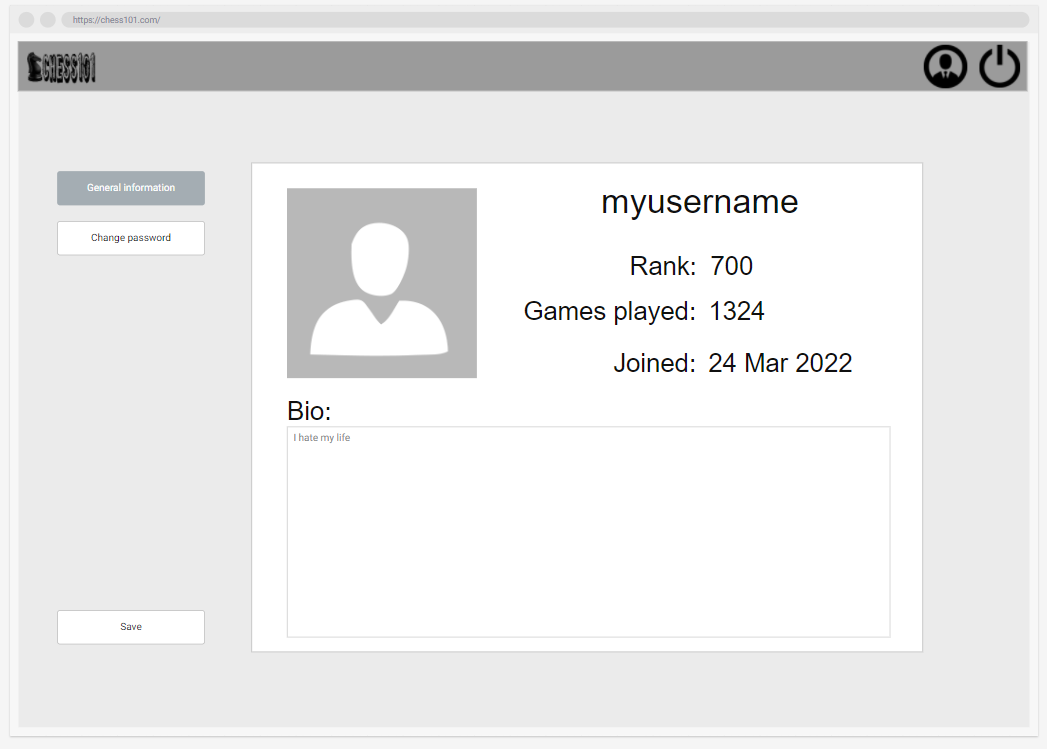 https://chess101.com/
CHESS101
General information
Change password
myusername
Rank: 700
Games played: 1324
Joined: 24 Mar 2022
Bio:
I hate my life
Save